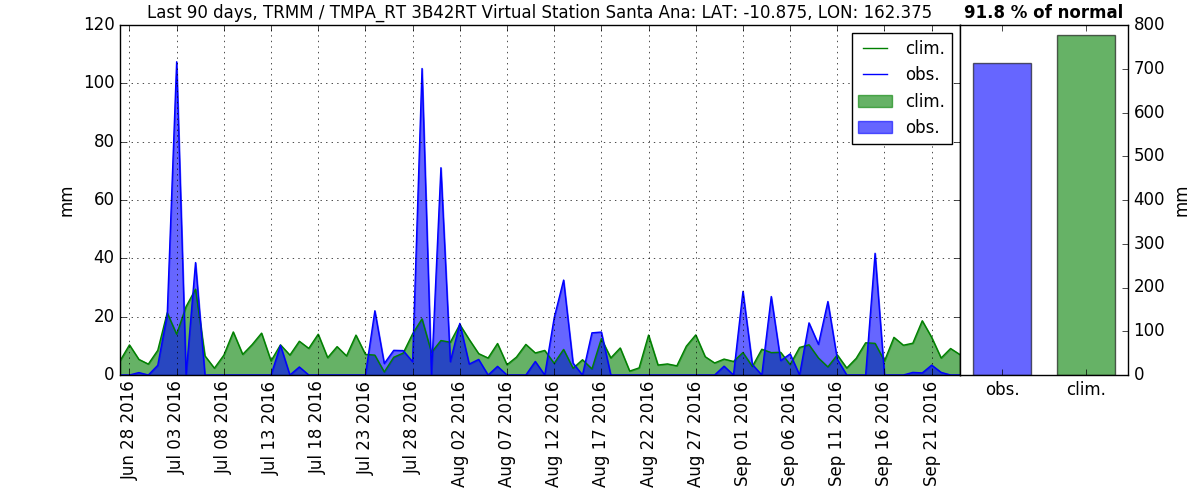 Last 90 days, TRMM / TMPA_RT 3B42RT Virtual Station Santa Ana: LAT: -10.875, LON: 162.375
91.8 % of normal
clim.
obs.
clim.
obs.
120
100
80
60
40
20
0
mm
800
700
600
500
400
300
200
100
0
mm
Jun 28 2016
Jul 03 2016
Jul 08 2016
Jul 13 2016
Jul 18 2016
Jul 23 2016
Jul 28 2016
Aug 02 2016
Aug 07 2016
Aug 12 2016
Aug 17 2016
Aug 22 2016
Aug 27 2016
Sep 01 2016
Sep 06 2016
Sep 11 2016
Sep 16 2016
Sep 21 2016
obs.
clim.